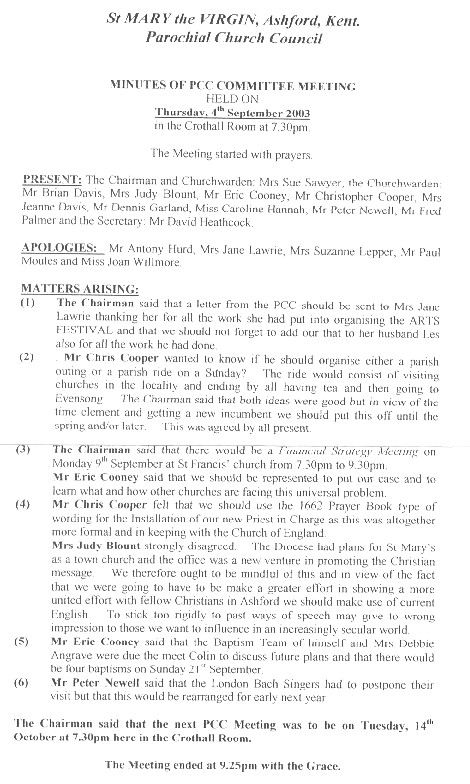 St MARY the VIRGIN, Ashford, Kent.
Parochial Church Council
MINUTES OF PCC COMMITTEE MEETING
HELD ON
Thursday, 4th September 2003
in the Crothall Room at 7.30pm.
The Meeting started with prayers.
PRESENT: The Chairman and Churchwarden: Mrs Sue Sawyer, the Churchwarden:
Mr Brian Davis, Mrs Judy Blount, Mr Eric Cooney, Mr Christopher Cooper, Mrs
Jeanne Davis, Mr Dennis Garland, Miss Caroline Hannah, Mr Peter Newell, Mr Fred
Palmer and the Secretary: Mr David Heathcock.
APOLOGIES: Mr Antony Hurd, Mrs Jane Lawrie, Mrs Suzanne Lepper, Mr Paul
Moules and Miss Joan Willmore.
MATTERS ARISING:
(1) The Chairman said that a letter from the PCC should be sent to Mrs Jane
Lawrie thanking her for all the work she had put into organising the ARTS
FESTIVAL and that we should not forget to add our that to her husband Les
also for all the work he had done.
(2) . Mr Chris Cooper wanted to know if he should organise either a parish
outing or a parish ride on a Sunday? The ride would consist of visiting
churches in the locality and ending by all having tea and then going to
Evensong. The Chairman said that both ideas were good but in view of the
time element and getting a new incumbent we should put this off until the
spring and/or later. This was agreed by all present.
(3) The Chairman said that there would be a Financial Strategy Meeting on
Monday 9th September at St Francis' church from 7.30pm to 9.30pm.
Mr Eric Cooney said that we should be represented to put our case and to
learn what and how other churches are facing this universal problem.
(4) Mr Chris Cooper felt that we should use the 1662 Prayer Book type of
wording for the Installation of our new Priest in Charge as this was altogether
more formal and in keeping with the Church of England.
Mrs Judy Blount strongly disagreed. The Diocese had plans for St Mary's
as a town church and the office was a new venture in promoting the Christian
message. We therefore ought to be mindful of this and in view of the fact
that we were going to have to be make a greater effort in showing a more
united effort with fellow Christians in Ashford we should make use of current
English. To stick too rigidly to past ways of speech may give to wrong
impression to those we want to influence in an increasingly secular world.
(5) Mr Eric Cooney said that the Baptism Team of himself and Mrs Debbie
Angrave were due the meet Colin to discuss future plans and that there would
be four baptisms on Sunday 21st September.
(6) Mr Peter Newell said that the London Bach Singers had to postpone their
visit but that this would be rearranged for early next year.
The Chairman said that the next PCC Meeting was to be on Tuesday, 14th
October at 7.30pm here in the Crothall Room.
The Meeting ended at 9.25pm with the Grace.